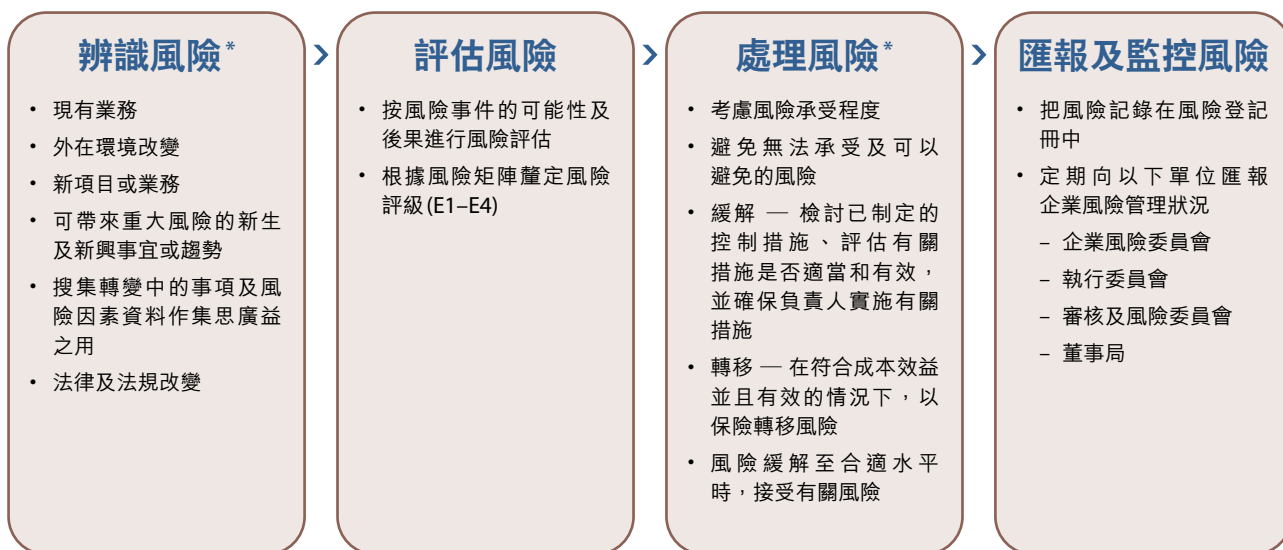 辨識風險*
• 現有業務
• 外在環境改變
• 新項目或業務
• 可帶來重大風險的新生
及新興事宜或趨勢
• 搜集轉變中的事項及風
險因素資料作集思廣益
之用
• 法律及法規改變
評估風險
• 按風險事件的可能性及
後果進行風險評估
• 根據風險矩陣釐定風險
評級(E1–E4)
處理風險*
• 考慮風險承受程度
• 避免無法承受及可以
避免的風險
• 緩解 — 檢討已制定的
控制措施、評估有關
措施是否適當和有效，
並確保負責人實施有關
措施
• 轉移 — 在符合成本效益
並且有效的情況下，以
保險轉移風險
• 風險緩解至合適水平
時，接受有關風險
匯報及監控風險
• 把風險記錄在風險登記
冊中
• 定期向以下單位匯報
企業風險管理狀況
– 企業風險委員會
– 執行委員會
– 審核及風險委員會
– 董事局